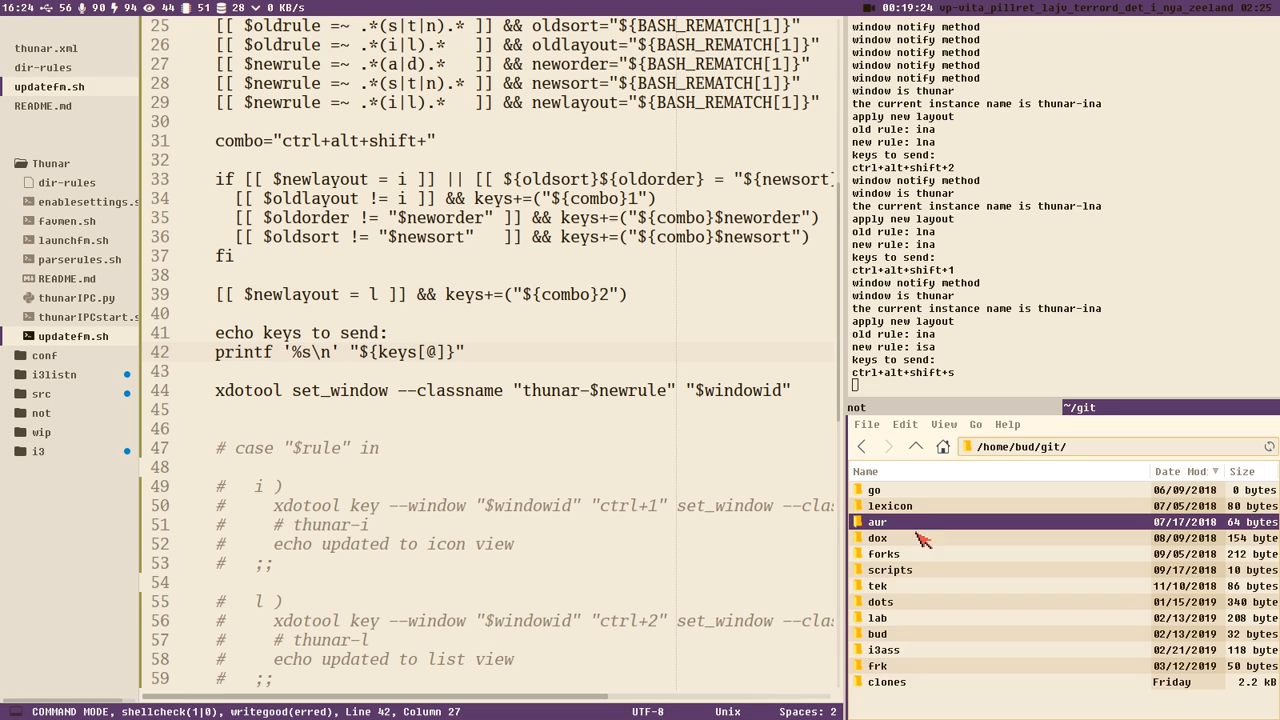 16:24 56 90 94 44 51 28 0 KB/s
00:19:24 vp-vita_pillret_lajv_terrord_det_i_nya_zeeland 02:25
thunar.xml
dir-rules
updatefm.sh
README.md
Thunar
dir-rules
enablesettings.s
favmen.sh
launchfm.sh
parserules.sh
README.md
thunarIPC.py
thunarIPCstart.s
updatefm.sh
conf
i3listn
src
not
wip
i3
25 [[ $oldrule =~ .*(s|t|n).* ]] && oldsort="${BASH_REMATCH[1]}"
26 [[ $oldrule =~ .*(i|l).*   ]] && oldlayout="${BASH_REMATCH[1]}"
27 [[ $newrule =~ .*(a|d).*   ]] && neworder="${BASH_REMATCH[1]}"
28 [[ $newrule =~ .*(s|t|n).* ]] && newsort="${BASH_REMATCH[1]}"
29 [[ $newrule =~ .*(i|l).*   ]] && newlayout="${BASH_REMATCH[1]}"
30
31 combo="ctrl+alt+shift+"
32
33 if [[ $newlayout = i ]] || [[ ${oldsort}${oldorder} = "${newsort}
34   [[ $oldlayout != i ]] && keys+=("${combo}1")
35   [[ $oldorder != "$neworder" ]] && keys+=("${combo}$neworder")
36   [[ $oldsort != "$newsort"   ]] && keys+=("${combo}$newsort")
37 fi
38
39 [[ $newlayout = l ]] && keys+=("${combo}2")
40
41 echo keys to send:
42 printf '%s\n' "${keys[@]}"
43
44 xdotool set_window --classname "thunar-$newrule" "$windowid"
45
46
47 # case "$rule" in
48
49 #   i )
50 #     xdotool key --window "$windowid" "ctrl+1" set_window --clas
51 #     # thunar-i
52 #     echo updated to icon view
53 #   ;;
54
55 #   l )
56 #     xdotool key --window "$windowid" "ctrl+2" set_window --clas
57 #     # thunar-l
58 #     echo updated to list view
59 #   ;;
COMMAND MODE, shellcheck(1|0), writegood(erred), Line 42, Column 27 UTF-8 Unix Spaces: 2
window notify method
window notify method
window notify method
window notify method
window notify method
window is thunar
the current instance name is thunar-ina
apply new layout
old rule: ina
new rule: lna
keys to send:
ctrl+alt+shift+2
window notify method
window is thunar
the current instance name is thunar-lna
apply new layout
old rule: lna
new rule: ina
keys to send:
ctrl+alt+shift+1
window notify method
window is thunar
the current instance name is thunar-ina
apply new layout
old rule: ina
new rule: isa
keys to send:
ctrl+alt+shift+s
not ~/git
File Edit View Go Help
/home/bud/git/
Name Date Mod Size
go 06/09/2018 0 bytes
lexicon 07/05/2018 80 bytes
aur 07/17/2018 64 bytes
dox 08/09/2018 154 byte
forks 09/05/2018 212 byte
scripts 09/17/2018 18 bytes
tek 11/10/2018 86 bytes
dots 01/15/2019 340 byte
lab 02/13/2019 208 byte
bud 02/13/2019 32 bytes
i3ass 02/21/2019 118 byte
frk 03/12/2019 50 bytes
clones Friday 2.2 kB